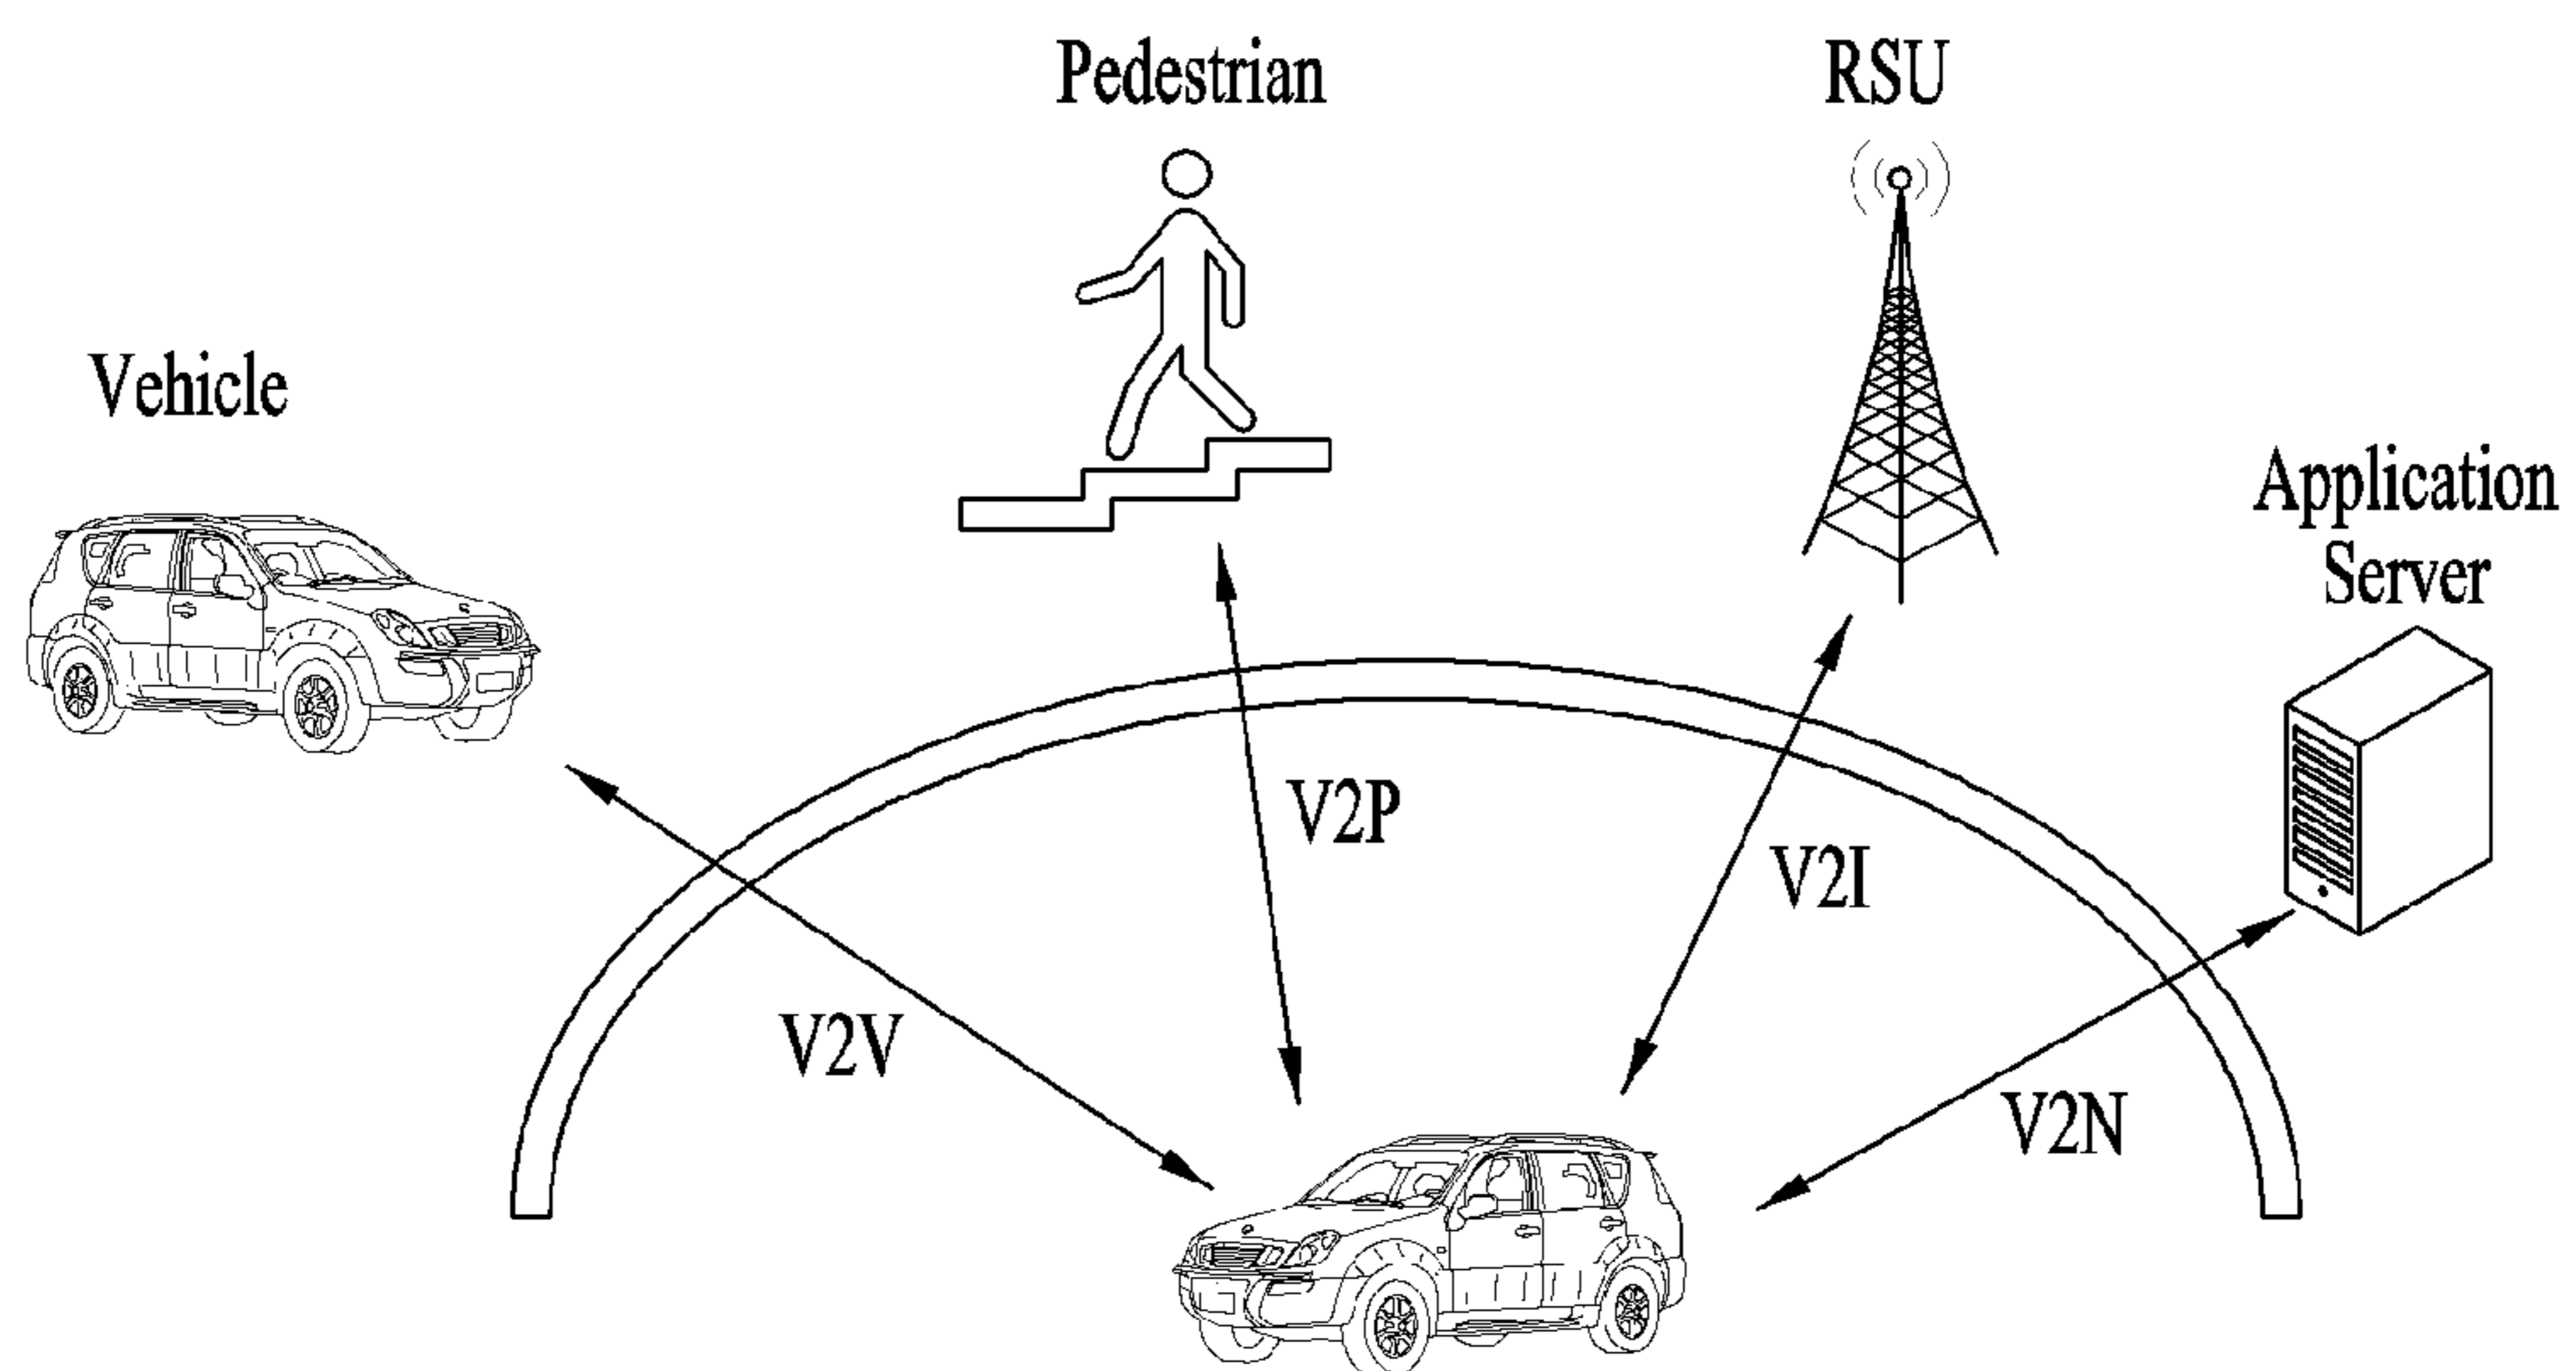 Pedestrian
RSU
Vehicle
Application
Server
V2P
V2I
V2V
V2N